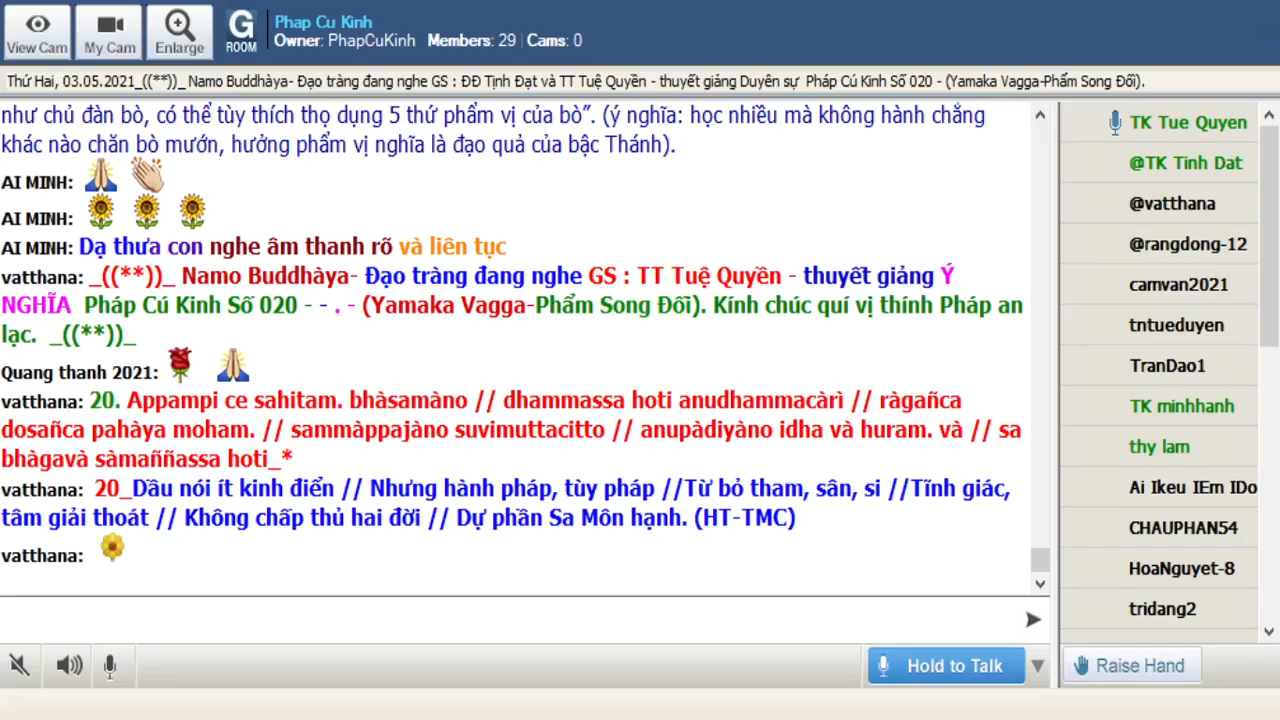 View Cam
My Cam
Enlarge
G
ROOM
Phap Cu Kinh
Owner: PhapCuKinh Members: 29 | Cams: 0
Thứ Hai, 03.05.2021_((**))_ Namo Buddhàya- Đạo tràng đang nghe GS : ĐĐ Tịnh Đạt và TT Tuệ Quyền - thuyết giảng Duyên sự Pháp Cú Kinh Số 020 - (Yamaka Vagga-Phẩm Song Đối).
như chủ đàn bò, có thể tùy thích thọ dụng 5 thứ phẩm vị của bò”. (ý nghĩa: học nhiều mà không hành chẳng
khác nào chăn bò mướn, hưởng phẩm vị nghĩa là đạo quả của bậc Thánh).
AI MINH:
AI MINH:
AI MINH: Dạ thưa con nghe âm thanh rõ và liên tục
vatthana: _((**))_ Namo Buddhàya- Đạo tràng đang nghe GS : TT Tuệ Quyền - thuyết giảng Ý
NGHĨA Pháp Cú Kinh Số 020 - - . - (Yamaka Vagga-Phẩm Song Đối). Kính chúc quí vị thính Pháp an
lạc. _((**))_
Quang thanh 2021:
vatthana: 20. Appampi ce sahitam. bhàsamàno // dhammassa hoti anudhammacàrì // ràgañca
dosañca pahàya moham. // sammàppajàno suvimuttacitto // anupàdiyàno idha và huram. và // sa
bhàgavà sàmaññassa hoti_*
vatthana: 20_Dầu nói ít kinh điển // Nhưng hành pháp, tùy pháp //Từ bỏ tham, sân, si //Tĩnh giác,
tâm giải thoát // Không chấp thủ hai đời // Dự phần Sa Môn hạnh. (HT-TMC)
vatthana:
TK Tue Quyen
@TK Tinh Dat
@vatthana
@rangdong-12
camvan2021
tntueduyen
TranDao1
TK minhhanh
thy lam
Ai Ikeu IEm IDo
CHAUPHAN54
HoaNguyet-8
tridang2
Hold to Talk
Raise Hand